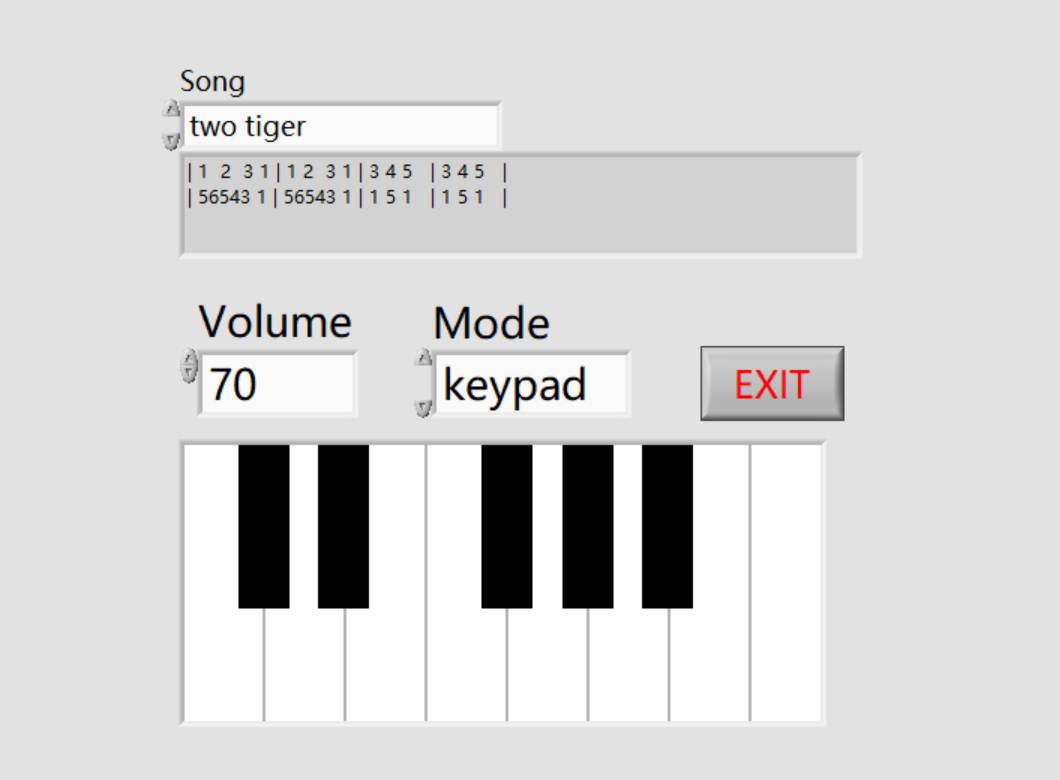 Song
two tiger
| 1 2 3 1 | 1 2 3 1 | 3 4 5 | 3 4 5 |
| 56543 1 | 56543 1 | 1 5 1 | 1 5 1 |
Volume Mode
70 keypad EXIT